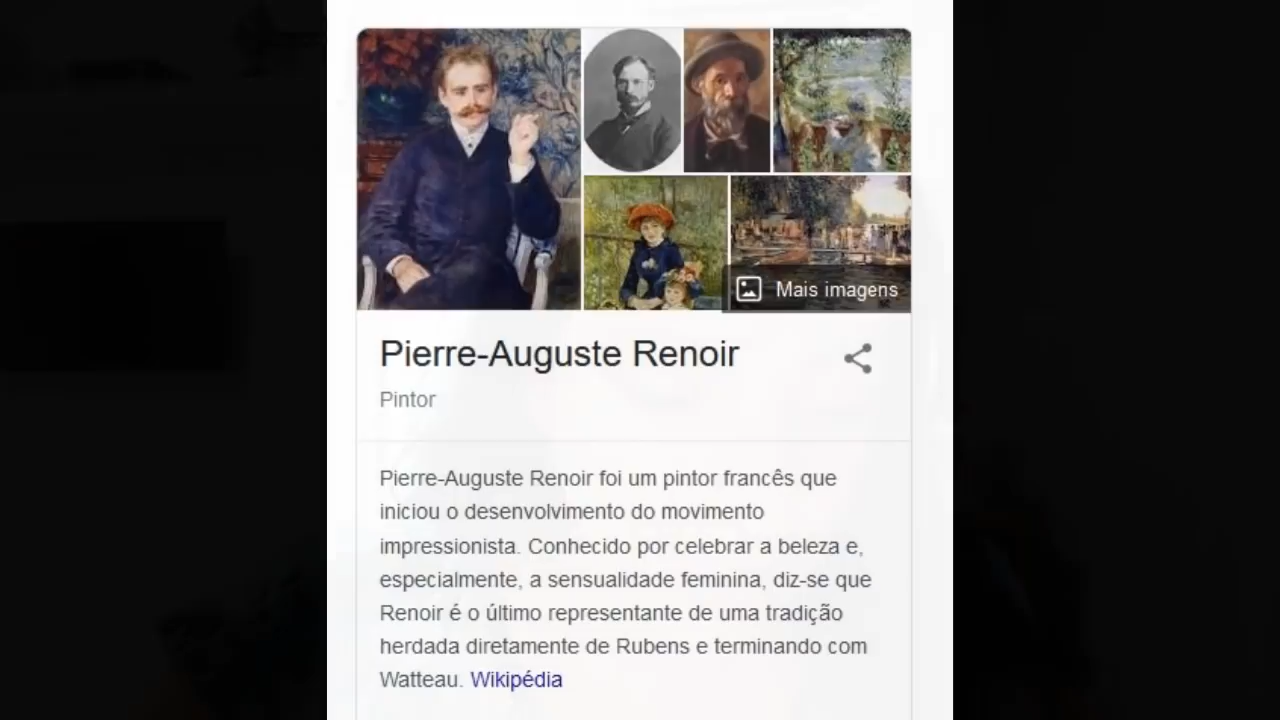 Mais imagens
Pierre-Auguste Renoir
Pintor
Pierre-Auguste Renoir foi um pintor francês que
iniciou o desenvolvimento do movimento
impressionista. Conhecido por celebrar a beleza e,
especialmente, a sensualidade feminina, diz-se que
Renoir é o último representante de uma tradição
herdada diretamente de Rubens e terminando com
Watteau. Wikipédia